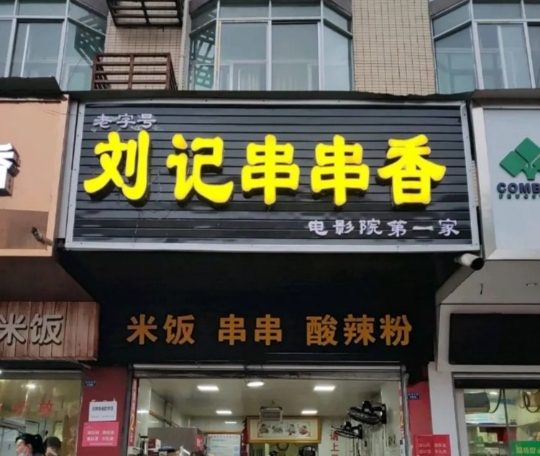 老字号
刘记串串香
电影院第一家
米饭 串串 酸辣粉
米饭
香
COMB